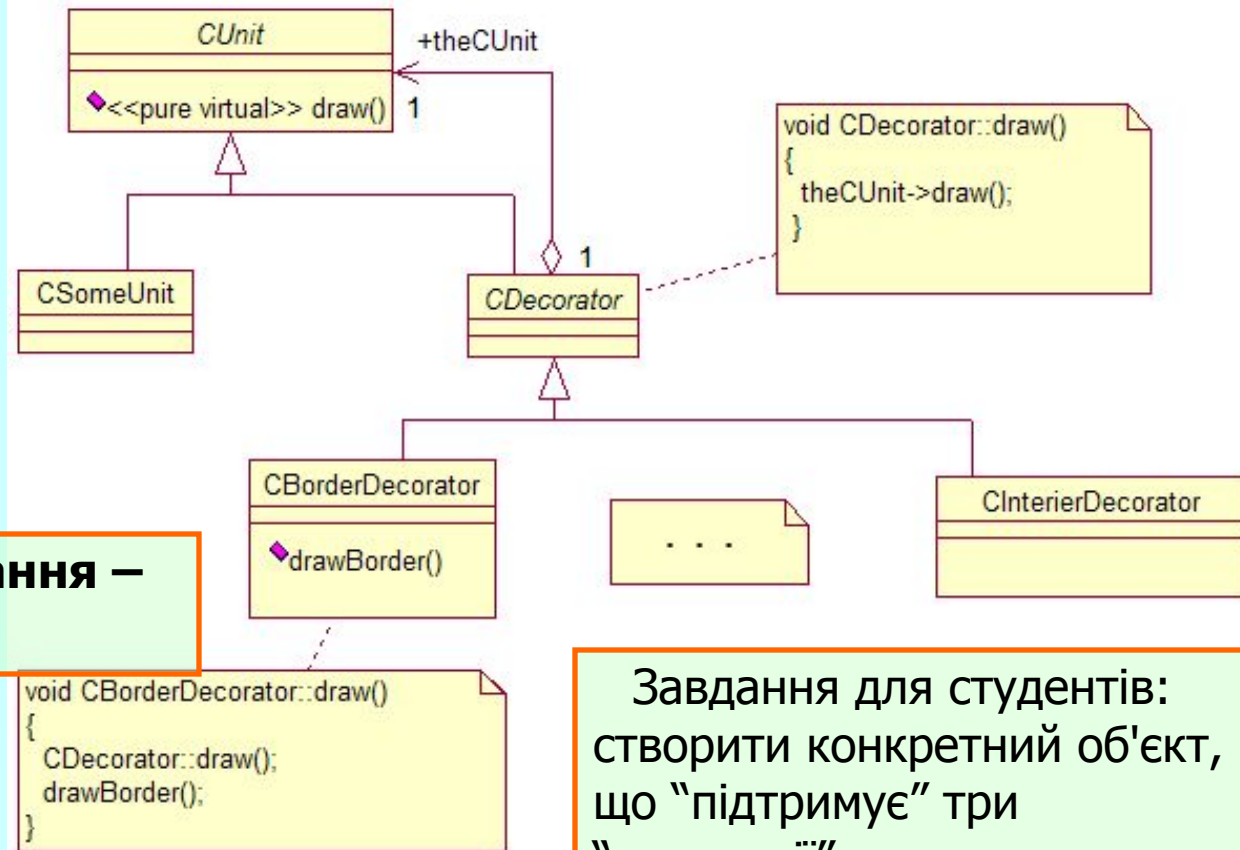 CUnit
+theCUnit
<<pure virtual>> draw()
1
void CDecorator::draw()
{
theCUnit->draw();
}
1
CSomeUnit
CDecorator
CBorderDecorator
drawBorder()
. . .
CInterierDecorator
–
void CBorderDecorator::draw()
{
CDecorator::draw();
drawBorder();
}
Завдання для студентів:
створити конкретний об'єкт,
що “підтримує” три